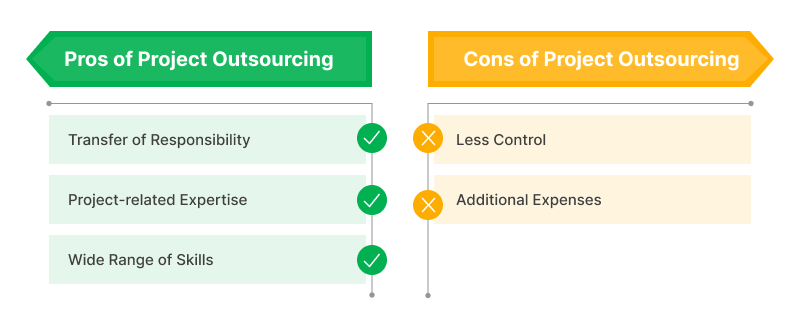 Pros of Project Outsourcing
Transfer of Responsibility
Project-related Expertise
Wide Range of Skills
Cons of Project Outsourcing
Less Control
Additional Expenses